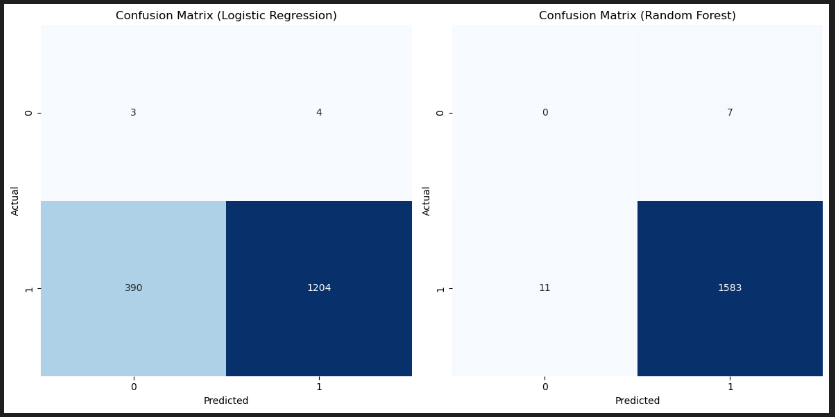 Confusion Matrix (Logistic Regression)
Actual
0
3
4
1
390
1204
0
1
Predicted
Confusion Matrix (Random Forest)
Actual
0
0
7
1
11
1583
0
1
Predicted